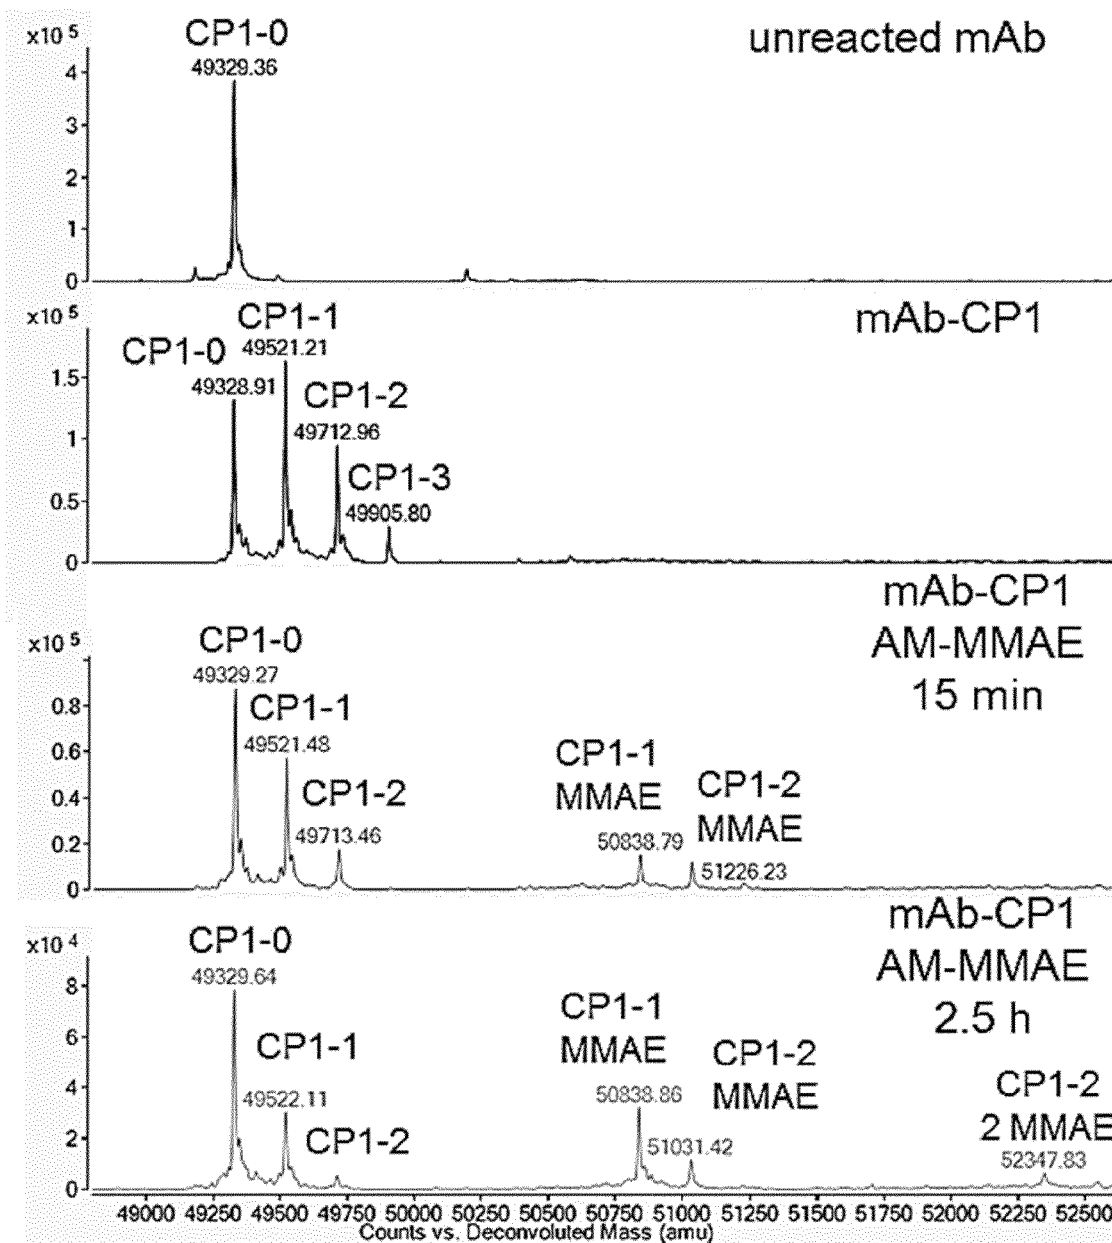 unreacted mAb
x10 5
CP1-0
49329.36
4
3
2
1
0
mAb-CP1
x10 5
CP1-1
CP1-0 49521.21
49328.91
CP1-2
49712.96
CP1-3
49905.80
1.5
1
0.5
0
mAb-CP1
AM-MMAE
15 min
x10 5
CP1-0
49329.27
CP1-1
49521.48
CP1-2
49713.46
CP1-1
MMAE
50838.79
CP1-2
MMAE
51226.23
0.8
0.6
0.4
0.2
0
mAb-CP1
AM-MMAE
2.5 h
x10 4
CP1-0
49329.64
CP1-1
49522.11
CP1-2
CP1-1
MMAE
50838.86
CP1-2
MMAE
51031.42
CP1-2
2 MMAE
52347.83
8
6
4
2
0
49000 49250 49500 49750 50000 50250 50500 50750 51000 51250 51500 51750 52000 52250 52500
Counts vs. Deconvoluted Mass (amu)